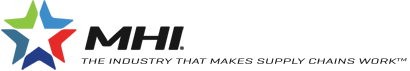 MHI®
THE INDUSTRY THAT MAKES SUPPLY CHAINS WORK™